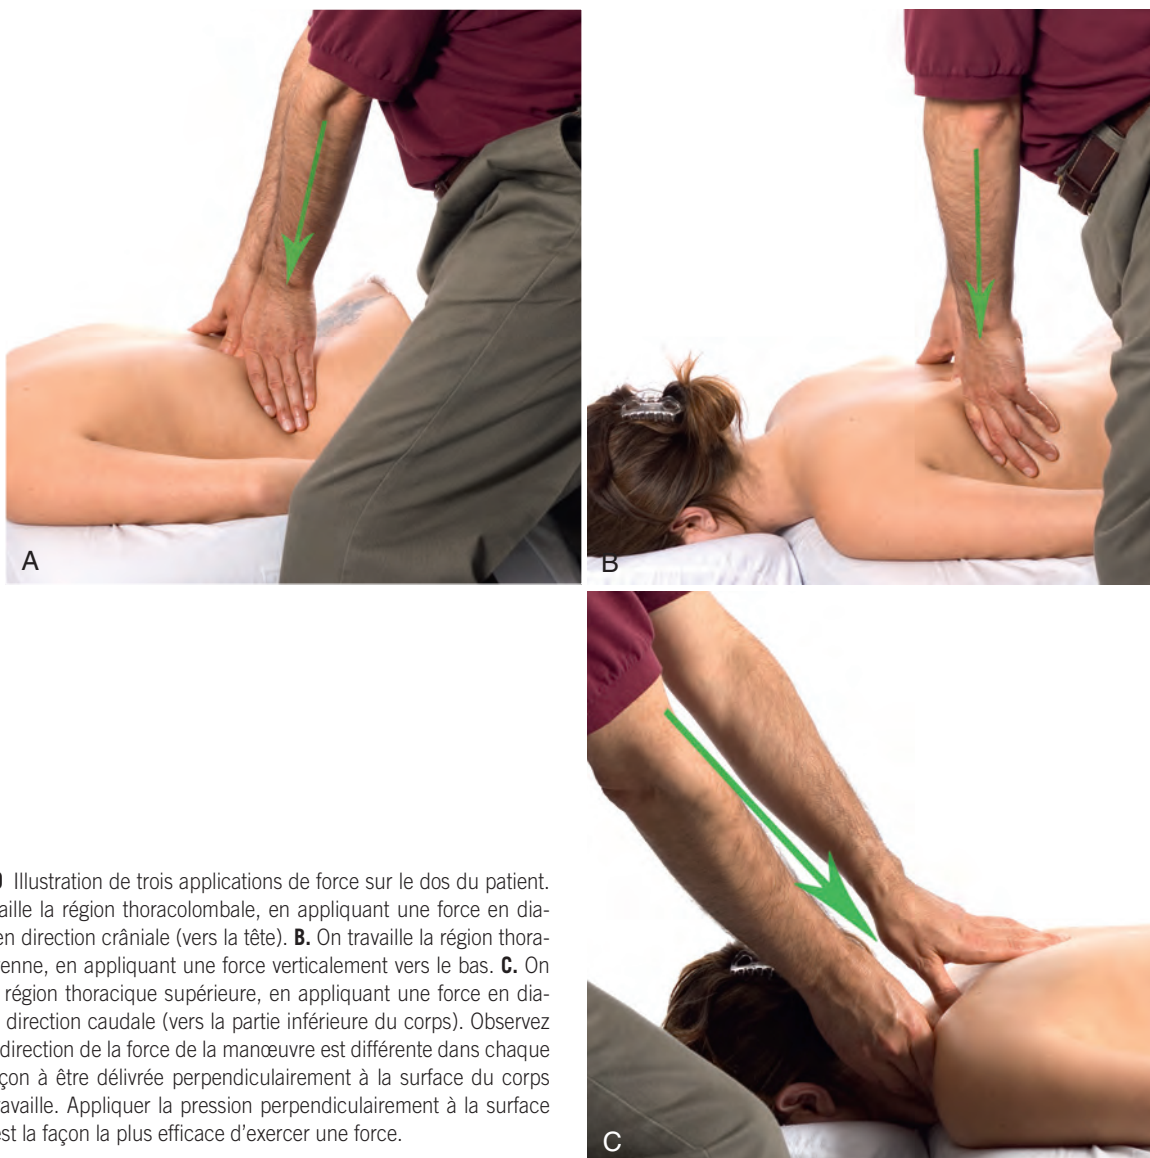 A
B
Illustration de trois applications de force sur le dos du patient.
la région thoracolombale, en appliquant une force en dia-
en direction crâniale (vers la tête). B. On travaille la région thora-
en appliquant une force verticalement vers le bas. C. On
région thoracique supérieure, en appliquant une force en dia-
direction caudale (vers la partie inférieure du corps). Observez
direction de la force de la manœuvre est différente dans chaque
à être délivrée perpendiculairement à la surface du corps
Appliquer la pression perpendiculairement à la surface
est la façon la plus efficace d’exercer une force.
C